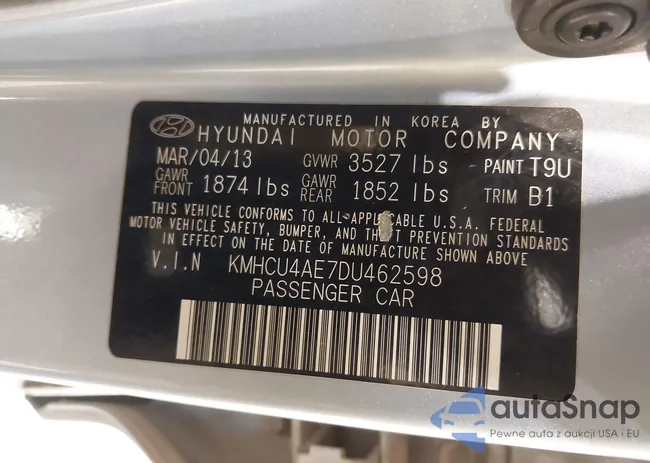 MANUFACTURED IN KOREA BY
HYUNDAI MOTOR COMPANY
MAR/04/13 GVWR 3527 lbs PAINT T9U
GAWR FRONT 1874 lbs GAWR REAR 1852 lbs TRIM B1
THIS VEHICLE CONFORMS TO ALL APPLICABLE U.S.A. FEDERAL
MOTOR VEHICLE SAFETY, BUMPER, AND THEFT PREVENTION STANDARDS
IN EFFECT ON THE DATE OF MANUFACTURE SHOWN ABOVE
V.I.N KMHCU4AE7DU462598
PASSENGER CAR
autoSnap
Pewne auta z aukcji USA i EU